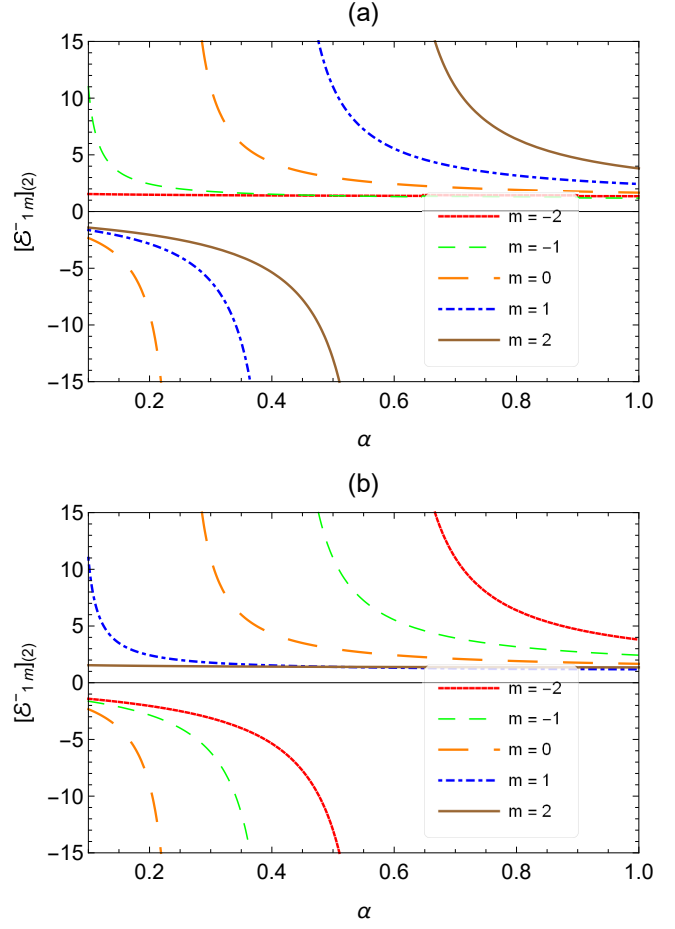 (a)
[ℰ⁻₁ ₘ]₍₂₎
15
10
5
0
−5
−10
−15
m = −2
m = −1
m = 0
m = 1
m = 2
0.2 0.4 0.6 0.8 1.0
α
(b)
[ℰ⁻₁ ₘ]₍₂₎
15
10
5
0
−5
−10
−15
m = −2
m = −1
m = 0
m = 1
m = 2
0.2 0.4 0.6 0.8 1.0
α